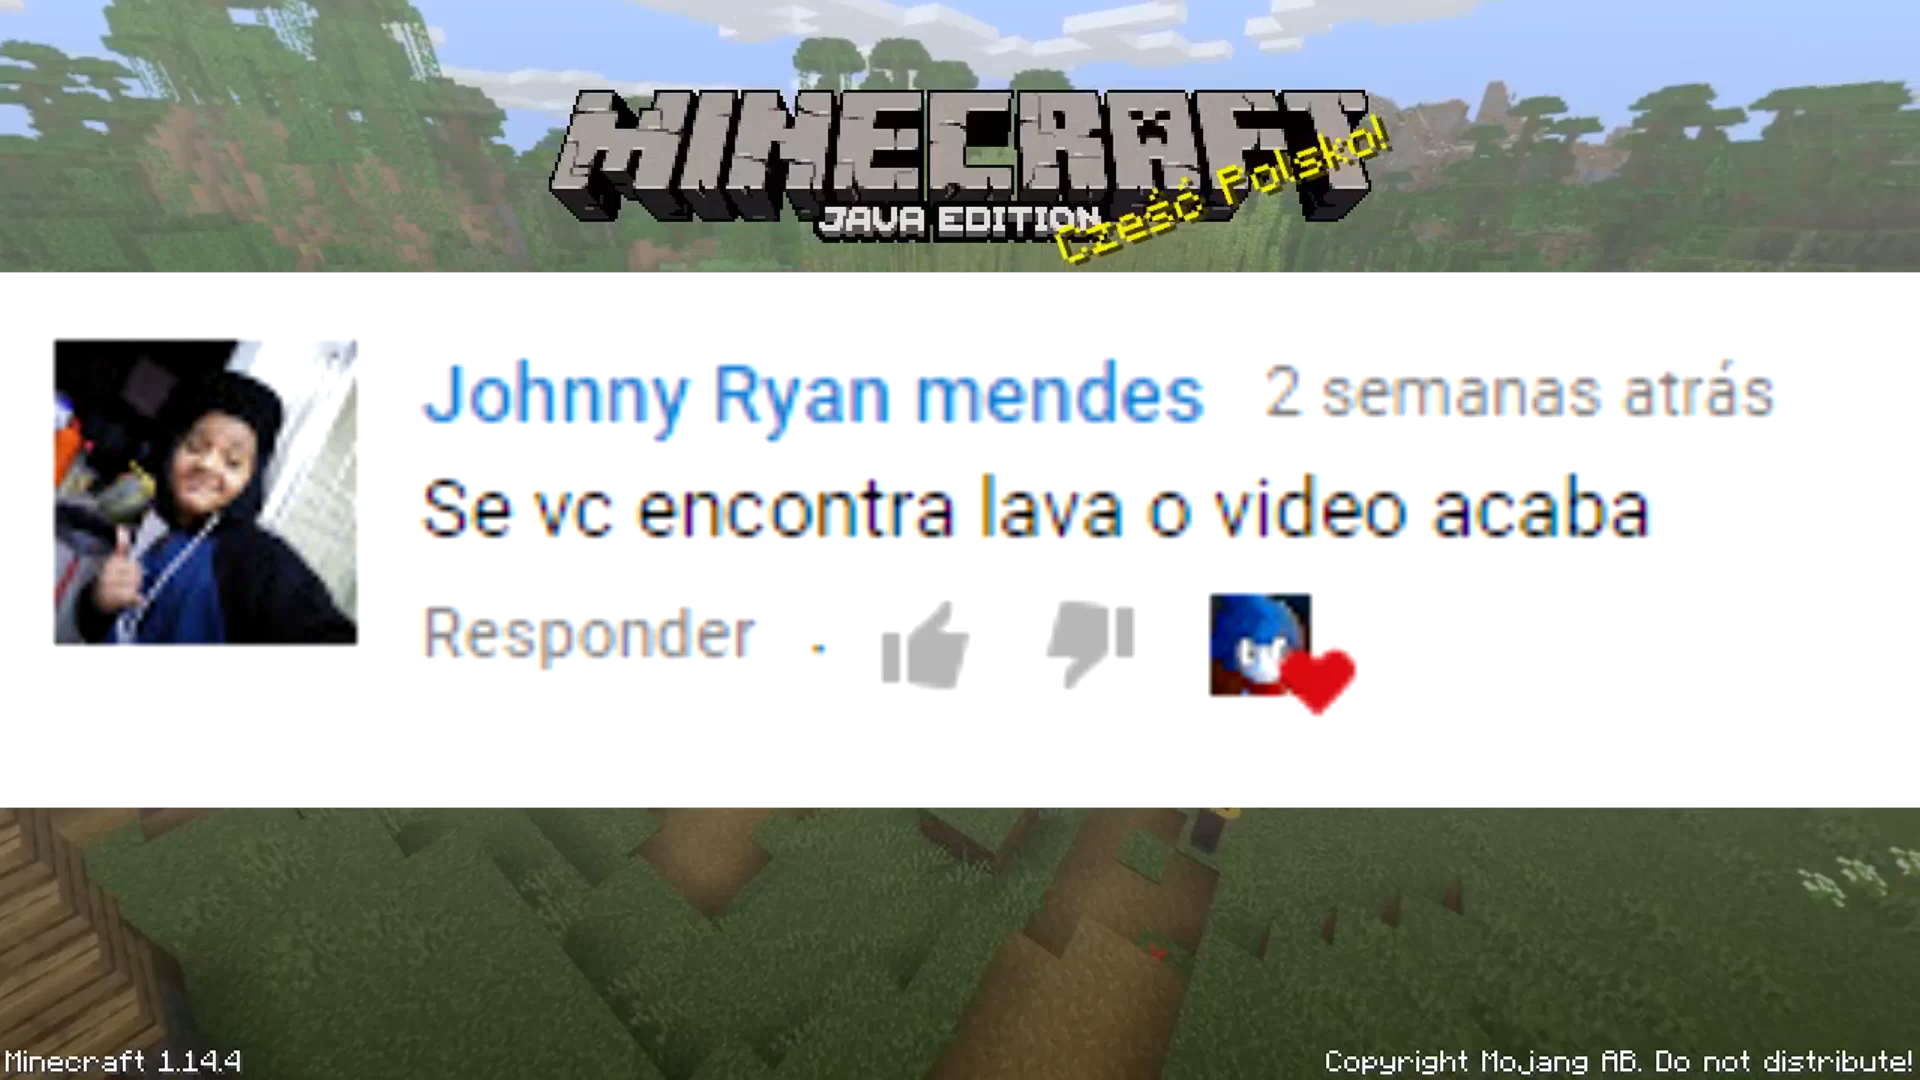 MINECRAFT
JAVA EDITION
Cześć Polsko!
Johnny Ryan mendes 2 semanas atrás
Se vc encontra lava o video acaba
Responder .
Minecraft 1.14.4
Copyright Mojang AB. Do not distribute!